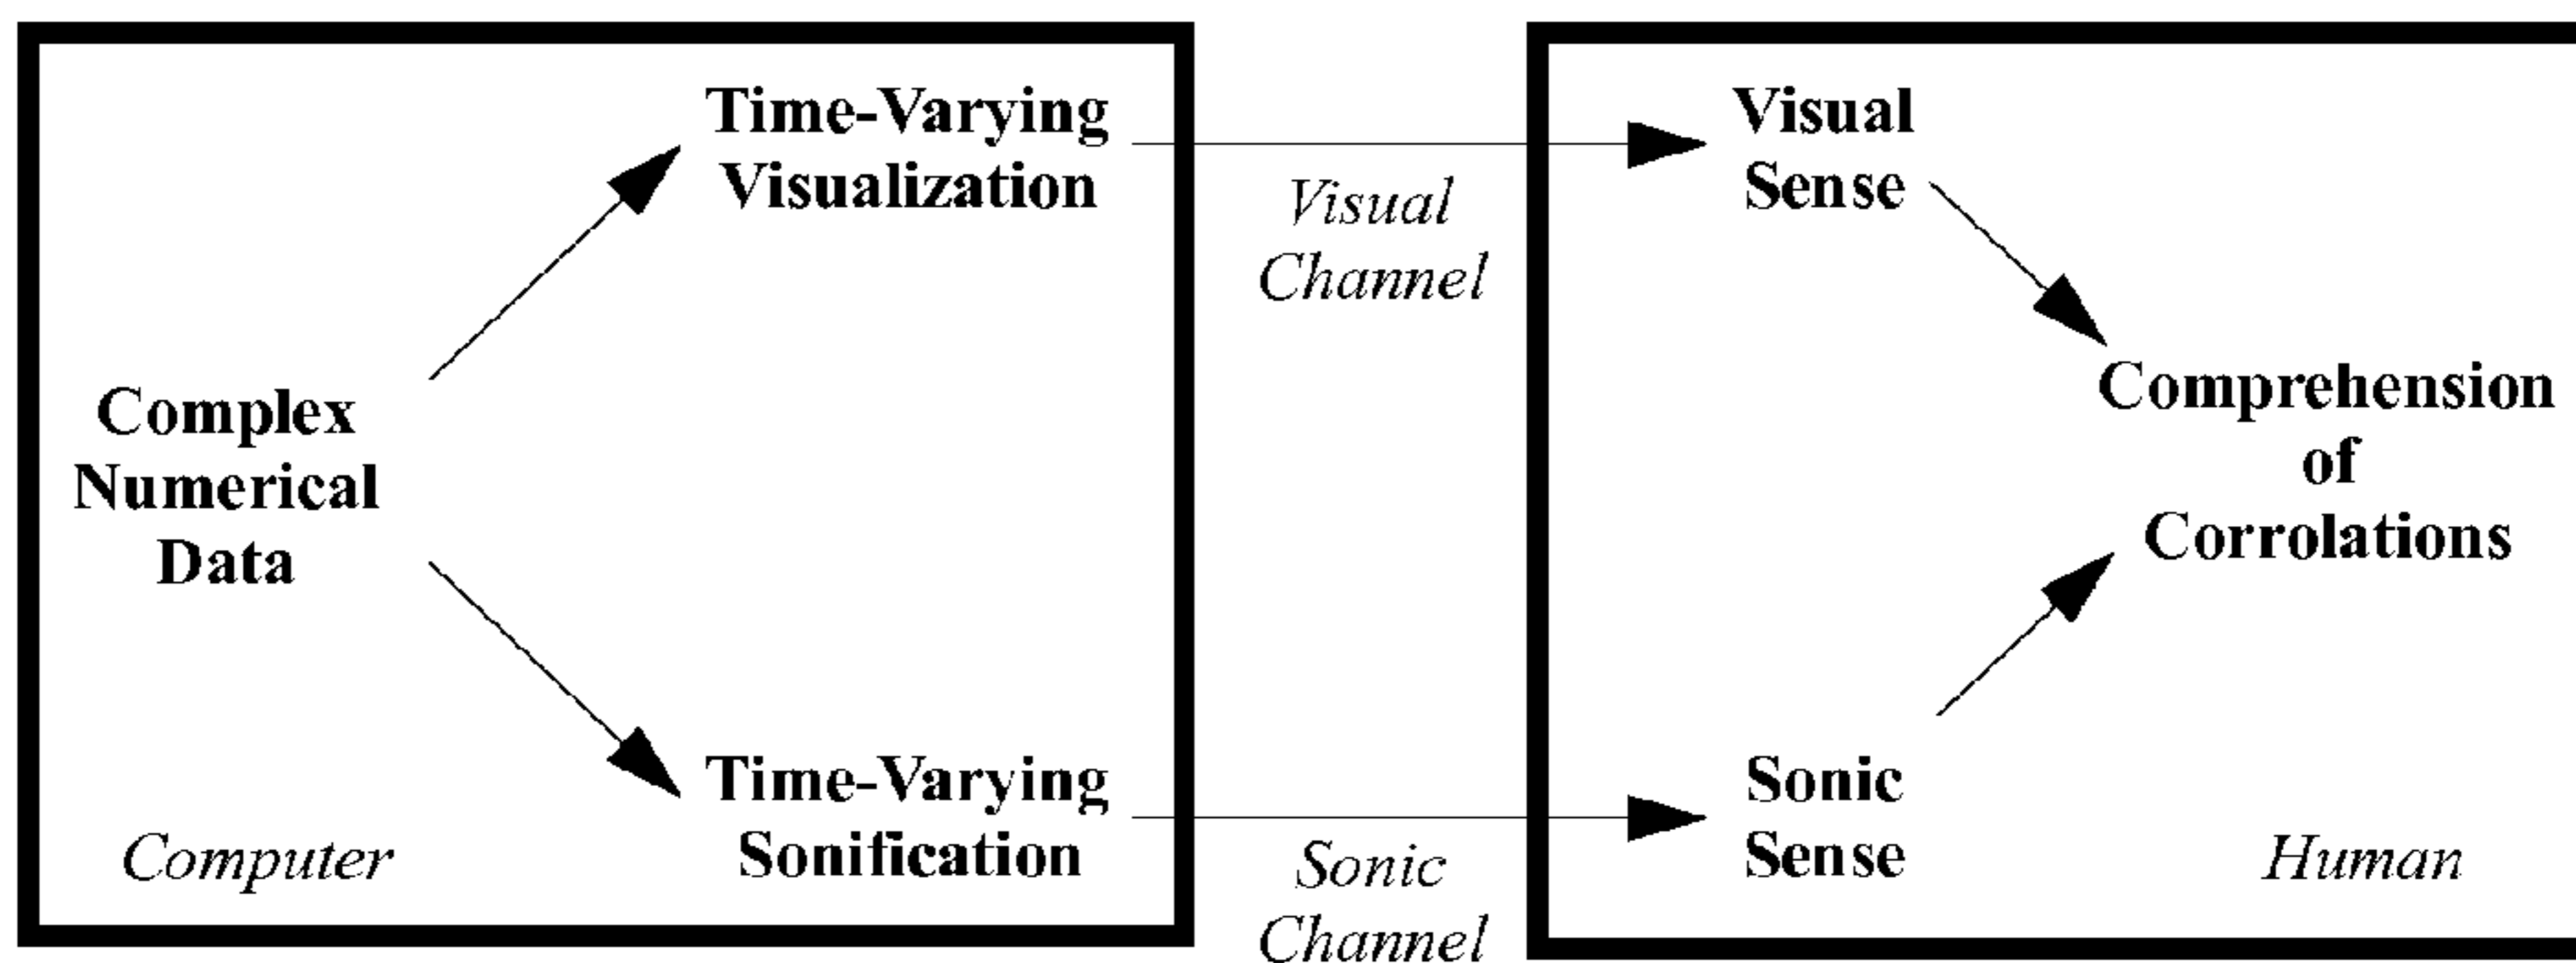 Complex
Numerical
Data
Time-Varying
Visualization
Time-Varying
Sonification
Computer
Visual
Channel
Sonic
Channel
Visual
Sense
Sonic
Sense
Comprehension
of
Corrolations
Human